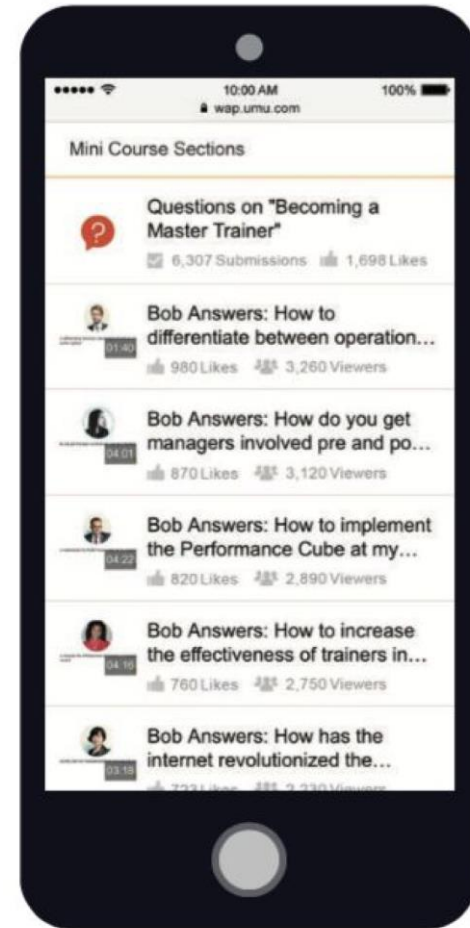 10:00 AM 100%
wap.umu.com
Mini Course Sections
Questions on "Becoming a
Master Trainer"
6,307 Submissions 1,698 Likes
Bob Answers: How to
differentiate between operation...
01:40
980 Likes 3,260 Viewers
Bob Answers: How do you get
managers involved pre and po...
04:01
870 Likes 3,120 Viewers
Bob Answers: How to implement
the Performance Cube at my...
04:22
820 Likes 2,890 Viewers
Bob Answers: How to increase
the effectiveness of trainers in...
04:16
760 Likes 2,750 Viewers
Bob Answers: How has the
internet revolutionized the...
03:18
723 Likes 2,230 Viewers